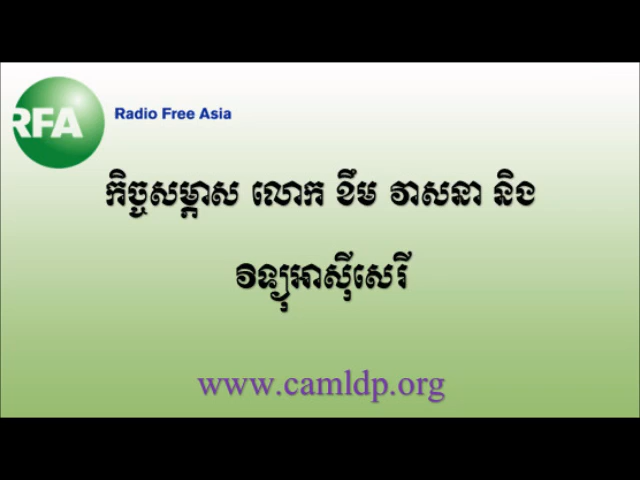 RFA
Radio Free Asia
កិច្ចសម្ភាស លោក ខឹម វាសនា និង
វិទ្យុអាស៊ីសេរី
www.camldp.org